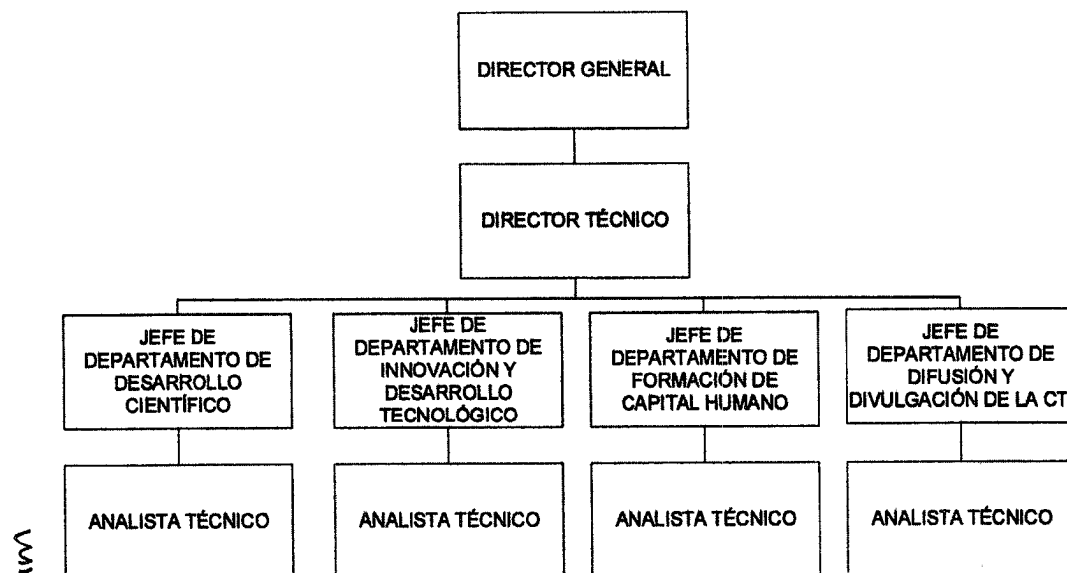 DIRECTOR GENERAL
DIRECTOR TÉCNICO
JEFE DE
DEPARTAMENTO DE
DESARROLLO
CIENTÍFICO
JEFE DE
DEPARTAMENTO DE
INNOVACIÓN Y
DESARROLLO
TECNOLÓGICO
JEFE DE
DEPARTAMENTO DE
FORMACIÓN DE
CAPITAL HUMANO
JEFE DE
DEPARTAMENTO DE
DIFUSIÓN Y
DIVULGACIÓN DE LA CT
ANALISTA TÉCNICO
ANALISTA TÉCNICO
ANALISTA TÉCNICO
ANALISTA TÉCNICO